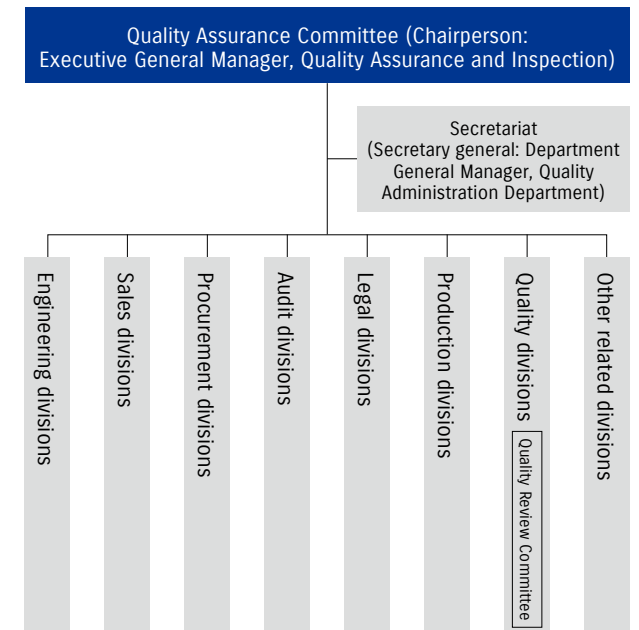 Quality Assurance Committee (Chairperson:
Executive General Manager, Quality Assurance and Inspection)
Secretariat
(Secretary general: Department
General Manager, Quality
Administration Department)
Engineering divisions
Sales divisions
Procurement divisions
Audit divisions
Legal divisions
Production divisions
Quality divisions
Quality Review Committee
Other related divisions